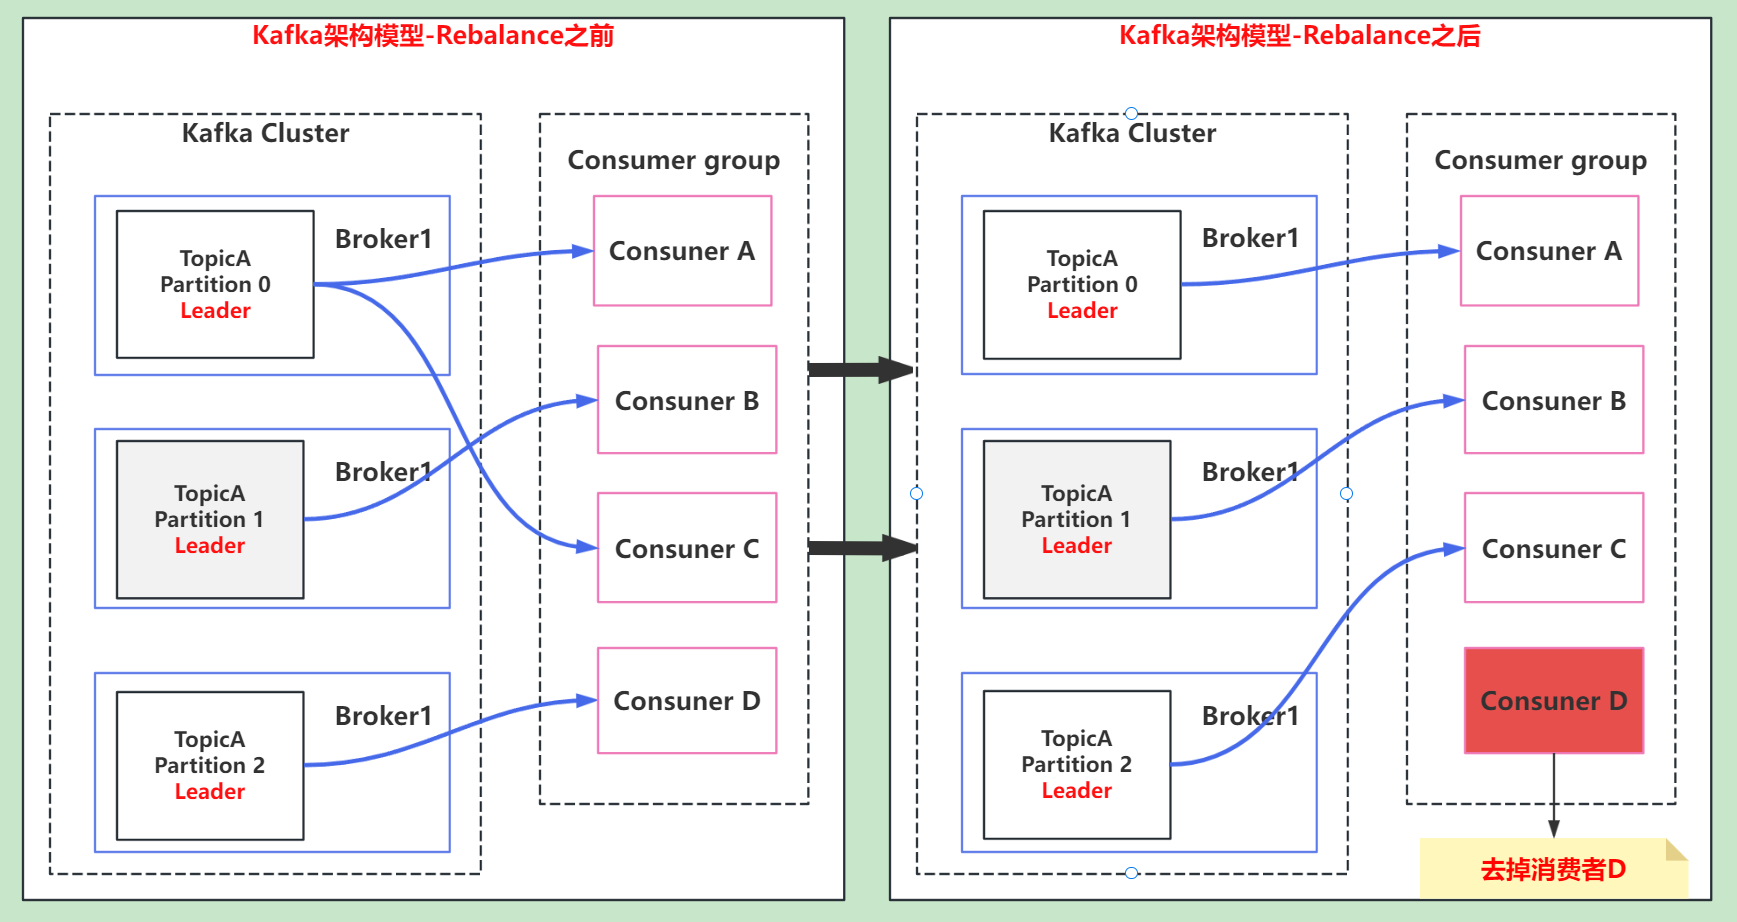 Kafka架构模型-Rebalance之前
Kafka Cluster
Consumer group
Broker1
TopicA
Partition 0
Leader
Consuner A
Consuner B
Broker1
TopicA
Partition 1
Leader
Consuner C
Consuner D
Broker1
TopicA
Partition 2
Leader
Kafka架构模型-Rebalance之后
Kafka Cluster
Consumer group
Broker1
TopicA
Partition 0
Leader
Consuner A
Consuner B
Broker1
TopicA
Partition 1
Leader
Consuner C
Consuner D
Broker1
TopicA
Partition 2
Leader
去掉消费者D